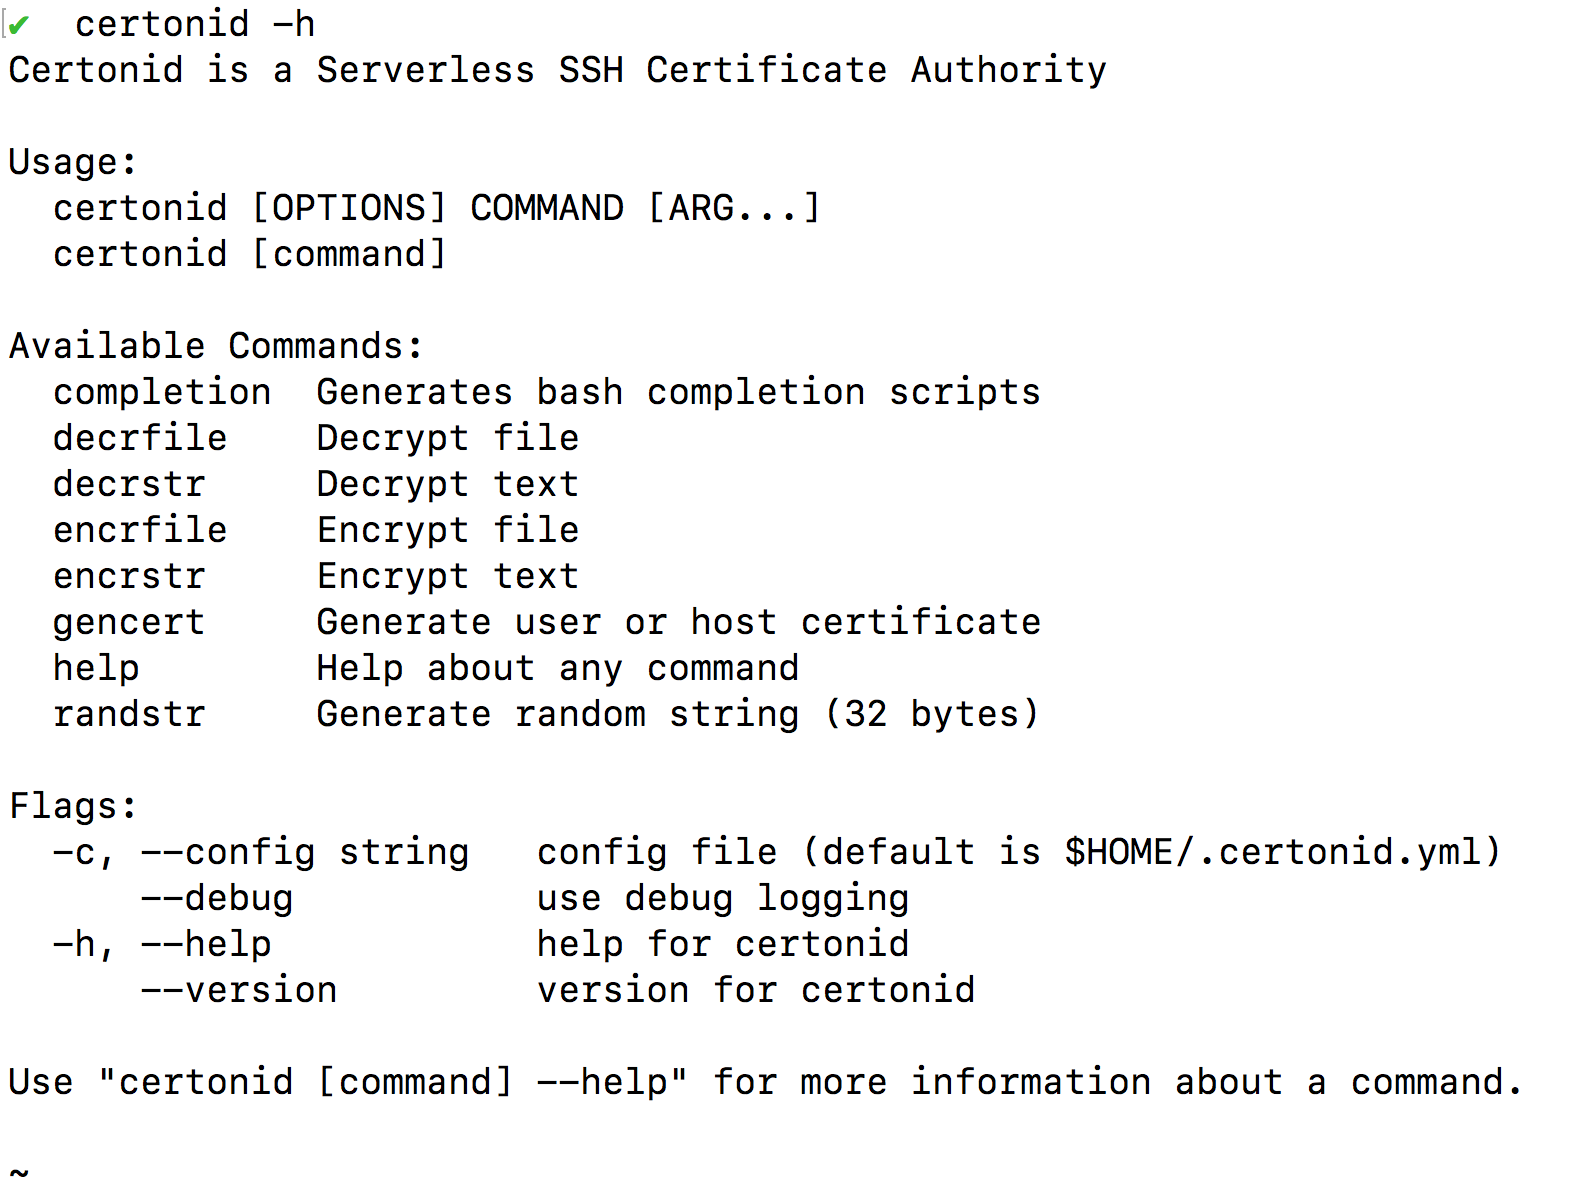 ✔  certonid -h
Certonid is a Serverless SSH Certificate Authority

Usage:
  certonid [OPTIONS] COMMAND [ARG...]
  certonid [command]

Available Commands:
  completion  Generates bash completion scripts
  decrfile    Decrypt file
  decrstr     Decrypt text
  encrfile    Encrypt file
  encrstr     Encrypt text
  gencert     Generate user or host certificate
  help        Help about any command
  randstr     Generate random string (32 bytes)

Flags:
  -c, --config string   config file (default is $HOME/.certonid.yml)
      --debug           use debug logging
  -h, --help            help for certonid
      --version         version for certonid

Use "certonid [command] --help" for more information about a command.

~